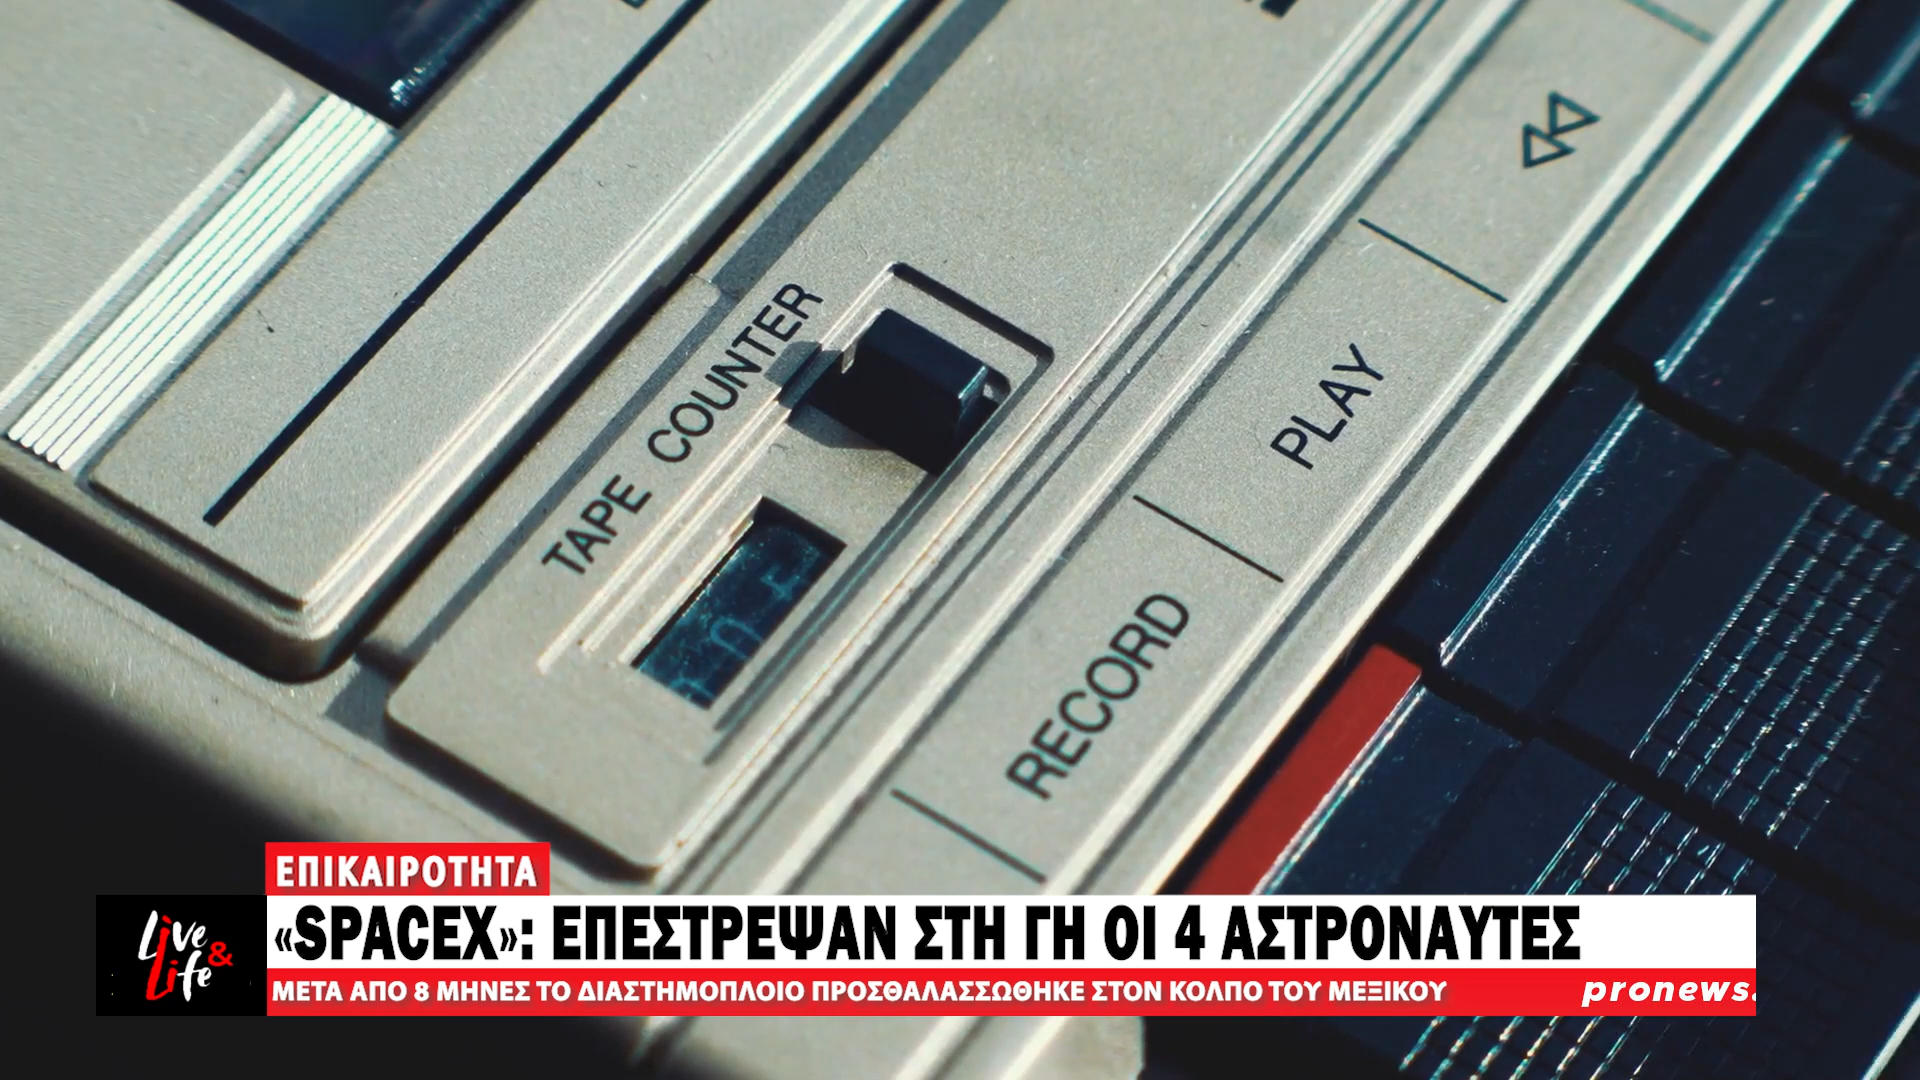 TAPE COUNTER
PLAY
RECORD
ΕΠΙΚΑΙΡΟΤΗΤΑ
Live
&
Life
«SPACEX»: ΕΠΕΣΤΡΕΨΑΝ ΣΤΗ ΓΗ ΟΙ 4 ΑΣΤΡΟΝΑΥΤΕΣ
ΜΕΤΑ ΑΠΟ 8 ΜΗΝΕΣ ΤΟ ΔΙΑΣΤΗΜΟΠΛΟΙΟ ΠΡΟΣΘΑΛΑΣΣΩΘΗΚΕ ΣΤΟΝ ΚΟΛΠΟ ΤΟΥ ΜΕΞΙΚΟΥ
pronews.